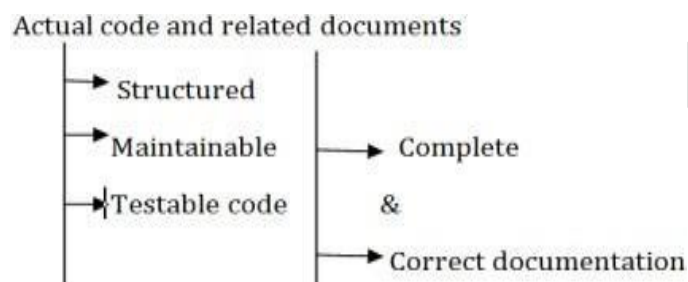 Actual code and related documents
Structured
Maintainable
Complete
Testable code
&
Correct documentation